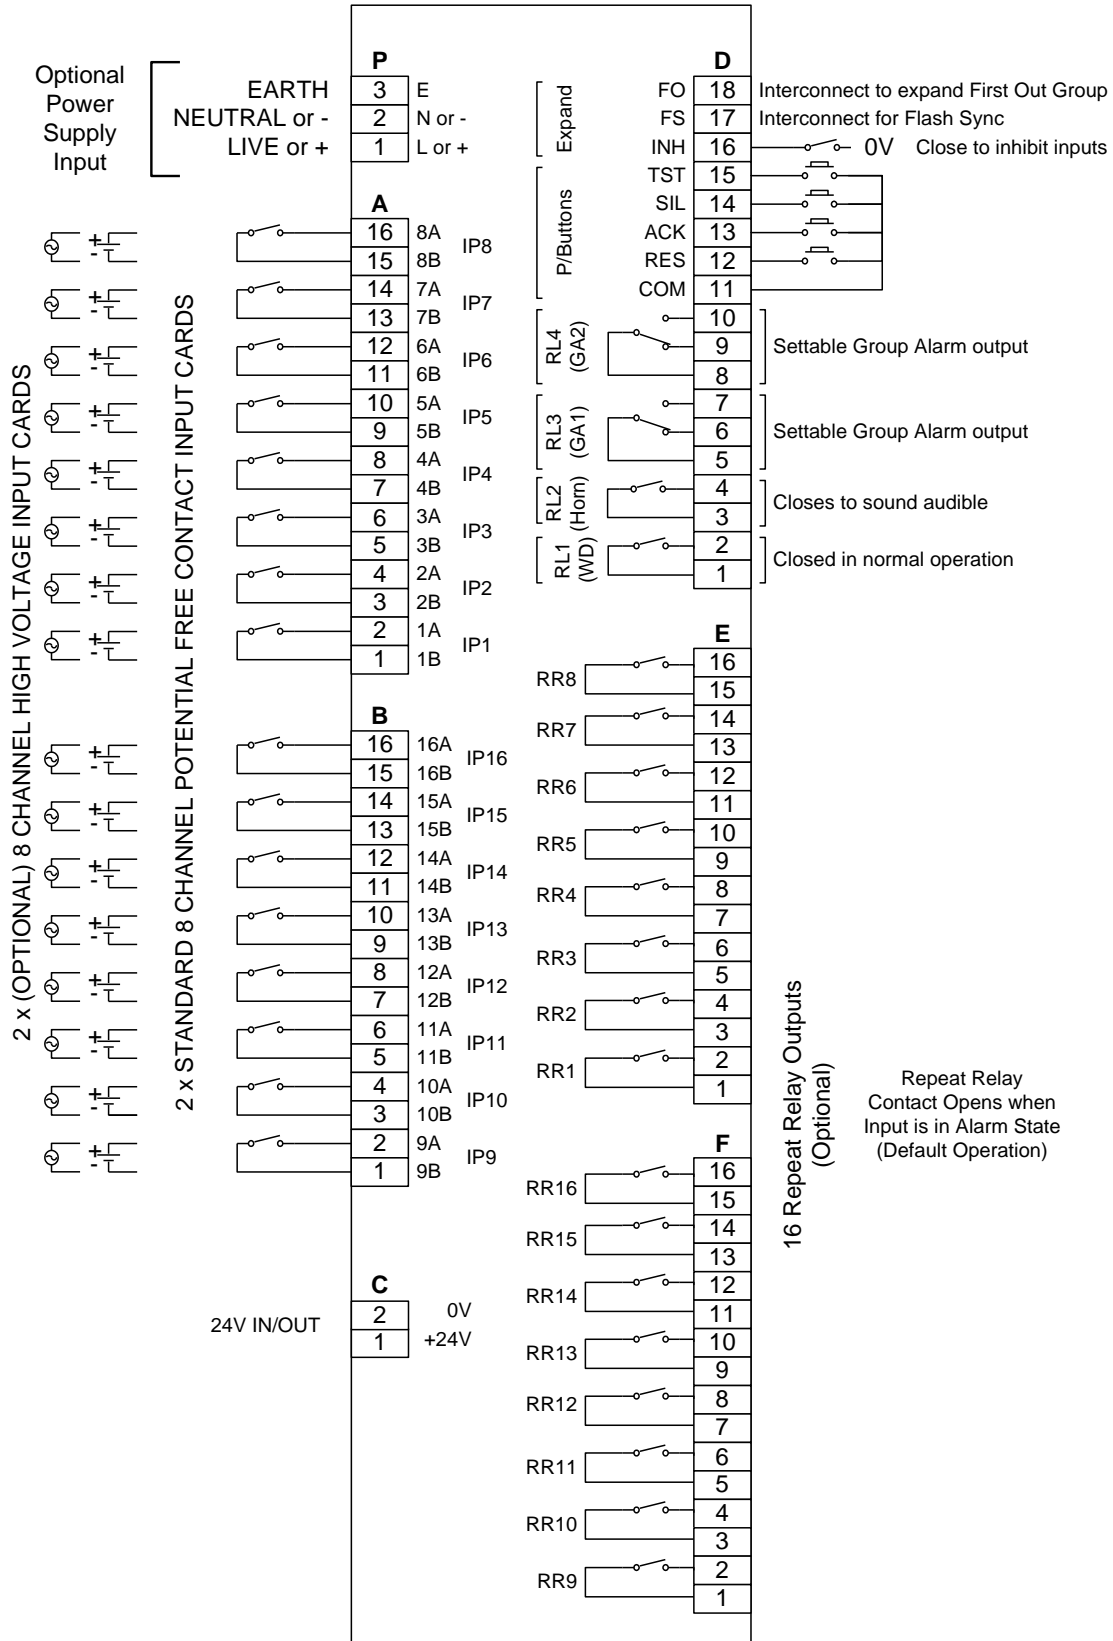 Optional
Power
Supply
Input
EARTH
NEUTRAL or -
LIVE or +
P
3 E
2 N or -
1 L or +
A
16 8A
15 8B
IP8
14 7A
13 7B
IP7
12 6A
11 6B
IP6
10 5A
9 5B
IP5
8 4A
7 4B
IP4
6 3A
5 3B
IP3
4 2A
3 2B
IP2
2 1A
1 1B
IP1
B
16 16A
15 16B
IP16
14 15A
13 15B
IP15
12 14A
11 14B
IP14
10 13A
9 13B
IP13
8 12A
7 12B
IP12
6 11A
5 11B
IP11
4 10A
3 10B
IP10
2 9A
1 9B
IP9
+
-
+
-
+
-
+
-
+
-
+
-
+
-
+
-
+
-
+
-
+
-
+
-
+
-
+
-
+
-
+
-
2 x (OPTIONAL) 8 CHANNEL HIGH VOLTAGE INPUT CARDS
2 x STANDARD 8 CHANNEL POTENTIAL FREE CONTACT INPUT CARDS
C
24V IN/OUT
2 0V
1 +24V
D
Expand
FO 18 Interconnect to expand First Out Group
FS 17 Interconnect for Flash Sync
INH 16 0V Close to inhibit inputs
P/Buttons
TST 15
SIL 14
ACK 13
RES 12
COM 11
RL4
(GA2)
10
9
8
Settable Group Alarm output
RL3
(GA1)
7
6
5
Settable Group Alarm output
RL2
(Horn)
4
3
Closes to sound audible
RL1
(WD)
2
1
Closed in normal operation
E
RR8
16
15
RR7
14
13
RR6
12
11
RR5
10
9
RR4
8
7
RR3
6
5
RR2
4
3
RR1
2
1
16 Repeat Relay Outputs
(Optional)
Repeat Relay
Contact Opens when
Input is in Alarm State
(Default Operation)
F
RR16
16
15
RR15
14
13
RR14
12
11
RR13
10
9
RR12
8
7
RR11
6
5
RR10
4
3
RR9
2
1